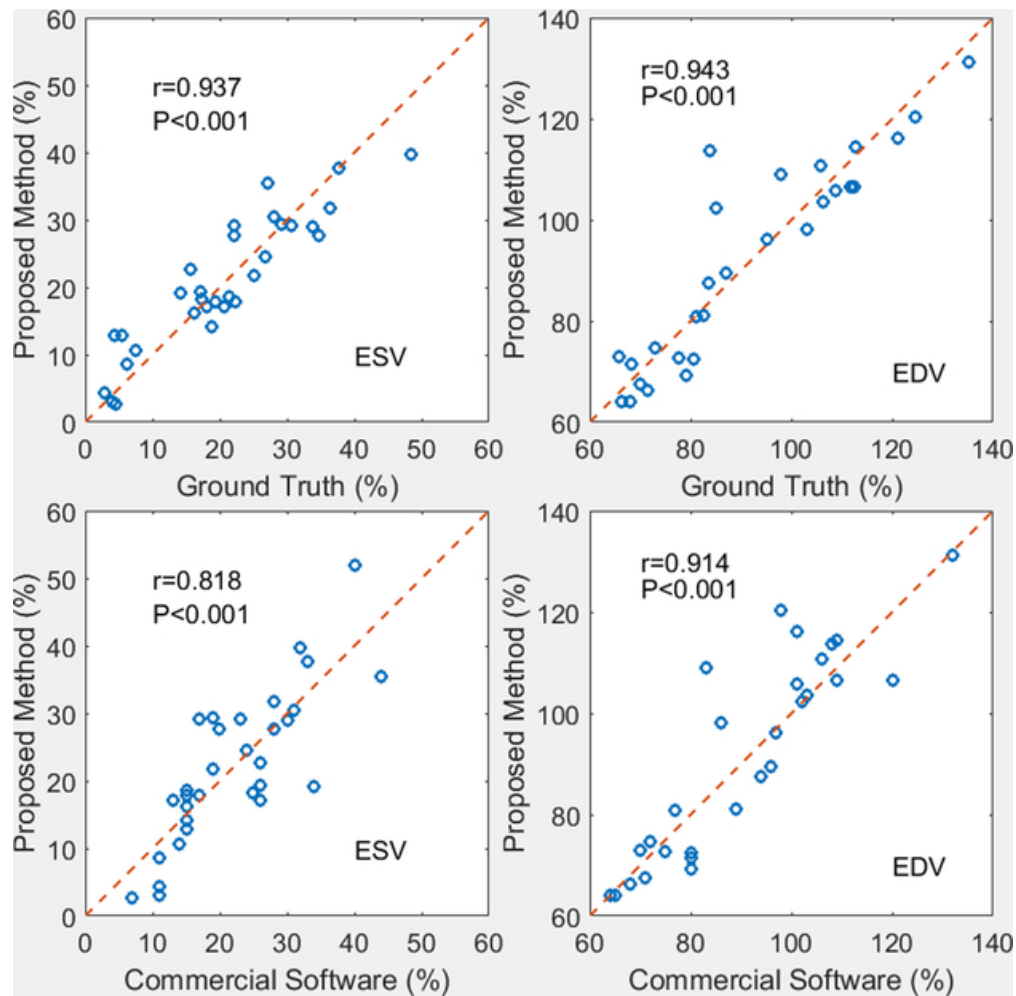 60
50
40
30
20
10
0
Proposed Method (%)
r=0.937
P<0.001
ESV
0 10 20 30 40 50 60
Ground Truth (%)
140
120
100
80
60
Proposed Method (%)
r=0.943
P<0.001
EDV
60 80 100 120 140
Ground Truth (%)
60
50
40
30
20
10
0
Proposed Method (%)
r=0.818
P<0.001
ESV
0 10 20 30 40 50 60
Commercial Software (%)
140
120
100
80
60
Proposed Method (%)
r=0.914
P<0.001
EDV
60 80 100 120 140
Commercial Software (%)